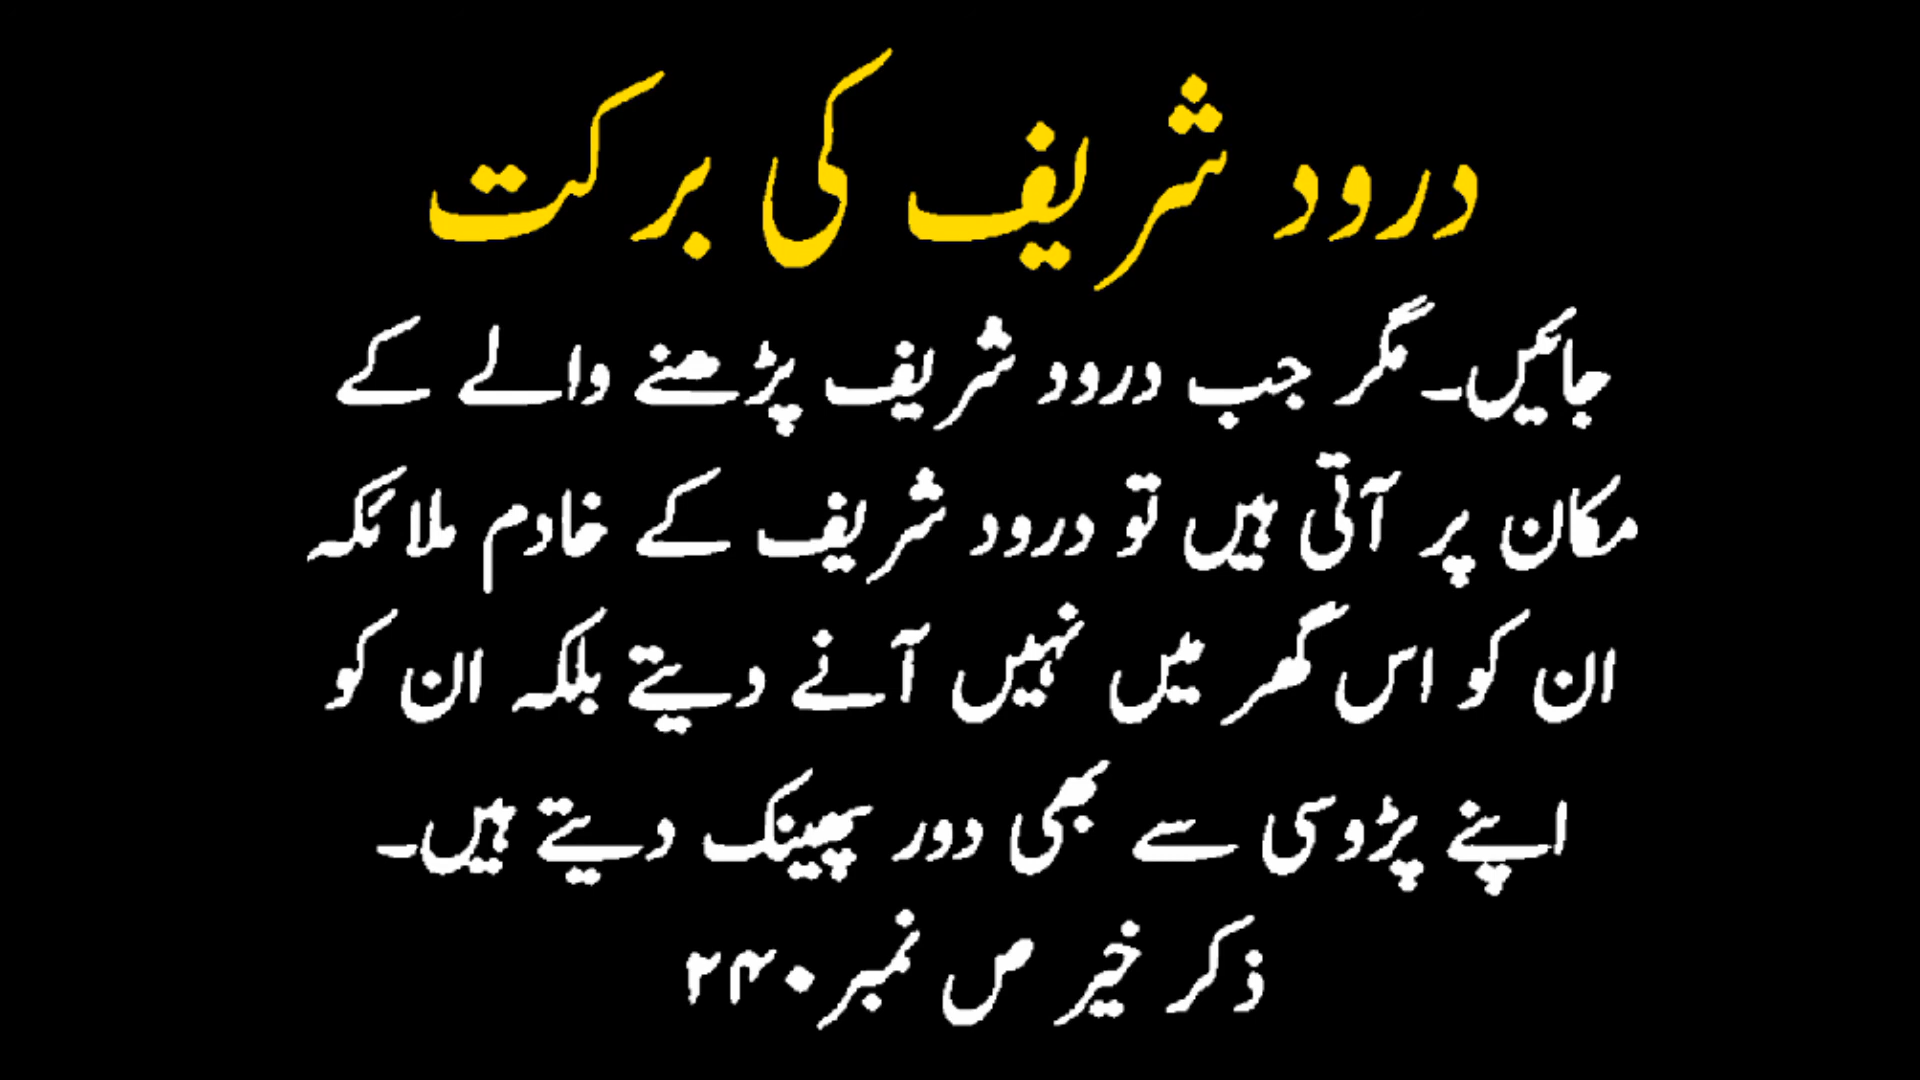 درود شریف کی برکت
جائیں۔ مگر جب درود شریف پڑھنے والے کے
مکان پر آتی ہیں تو درود شریف کے خادم ملائکہ
ان کو اس گھر میں نہیں آنے دیتے بلکہ ان کو
اپنے پڑوسی سے بھی دور پھینک دیتے ہیں۔
ذکر خیر ص نمبر ۲۴۰